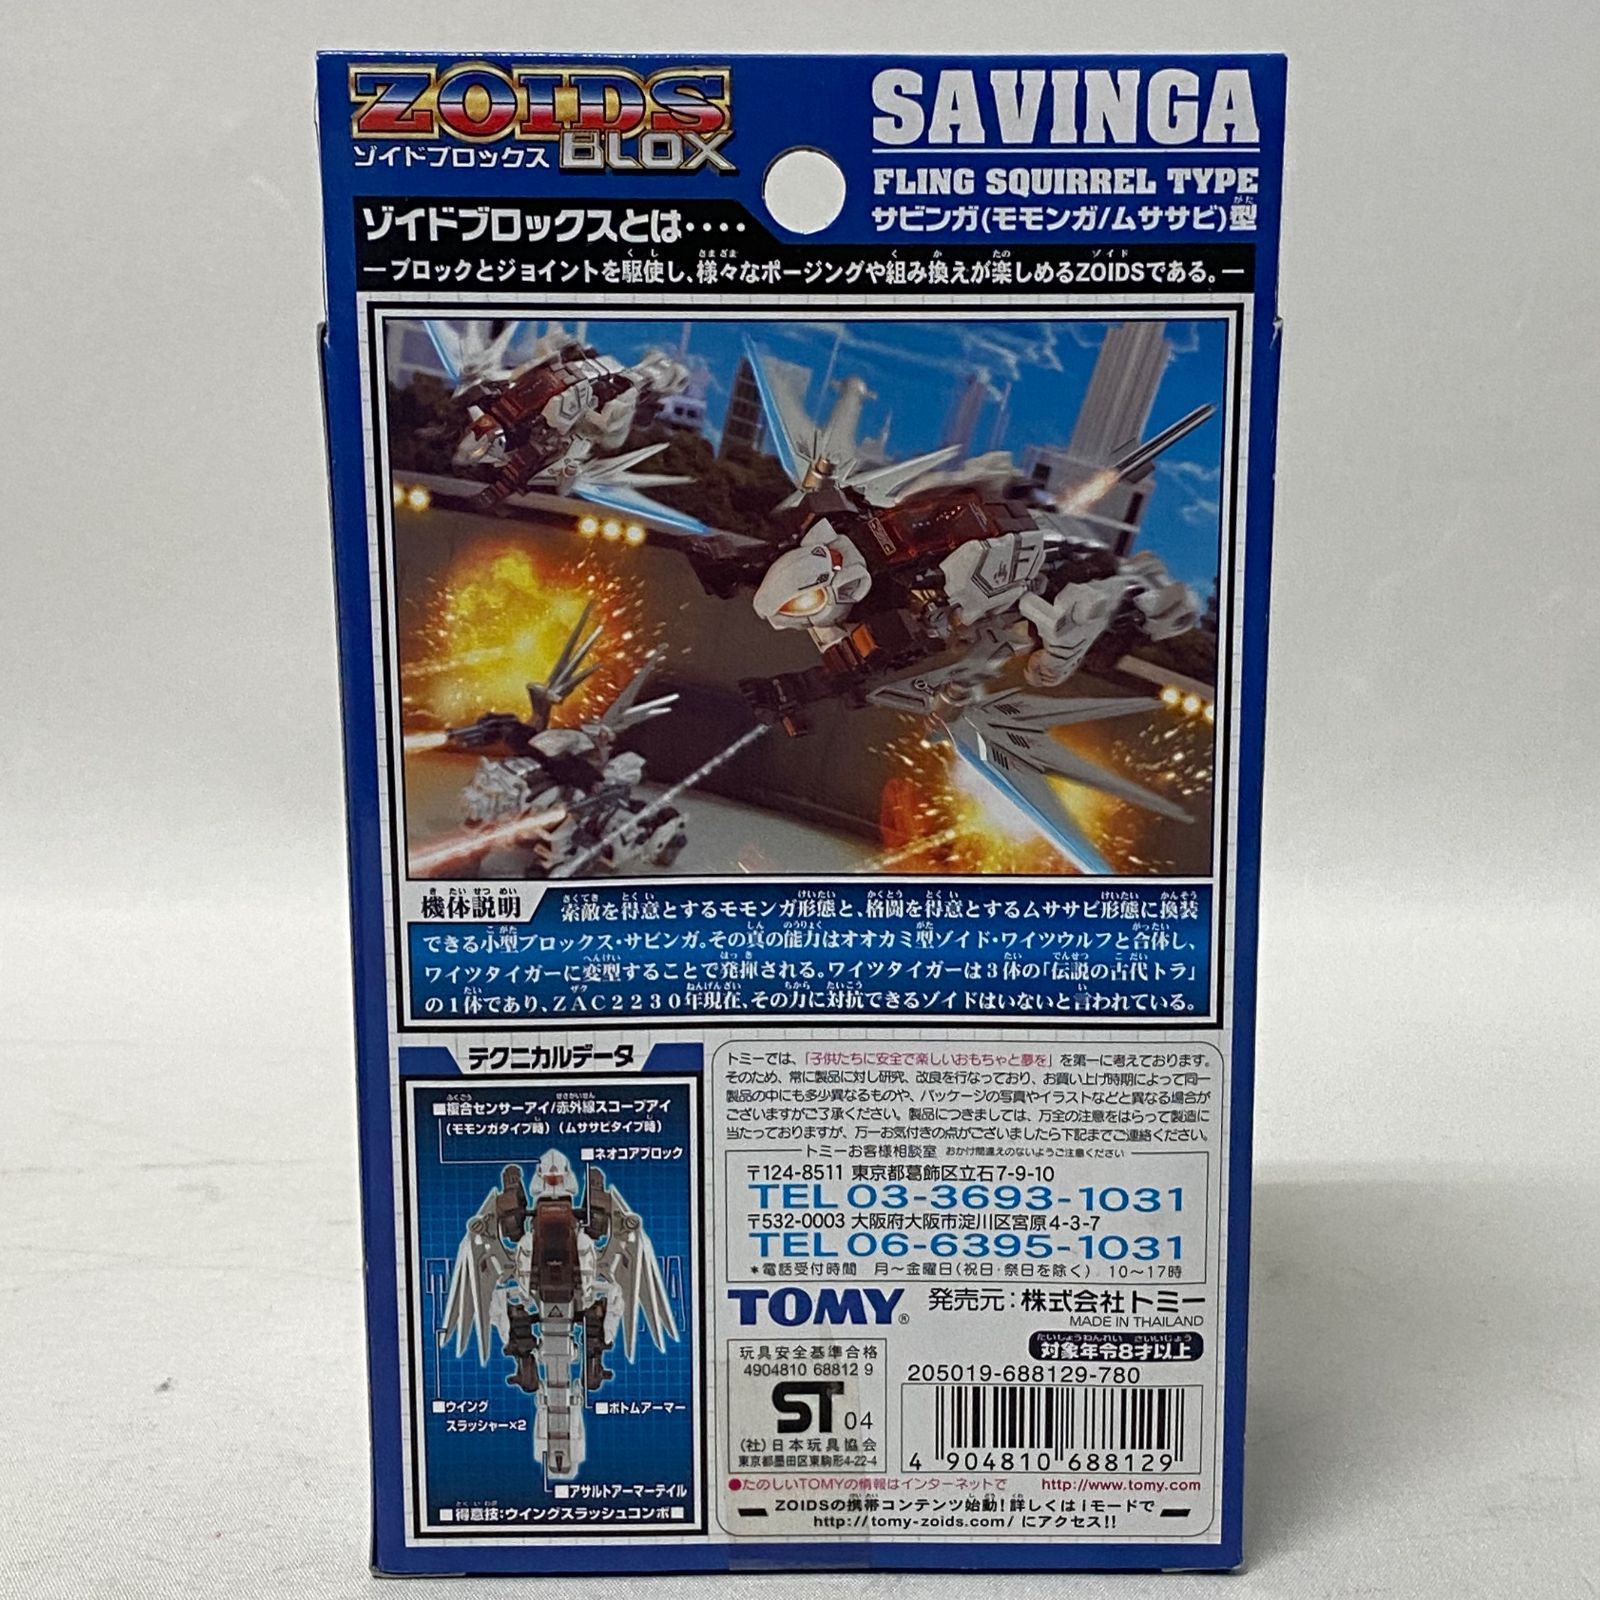 ZOIDS
BLOX
ゾイドブロックス
SAVINGA
FLING SQUIRREL TYPE
サビンガ(モモンガ/ムササビ)型
ゾイドブロックスとは‥‥
ーブロックとジョイントを駆使し、様々なポージングや組み換えが楽しめるZOIDSである。ー
機体説明
索敵を得意とするモモンガ形態と、格闘を得意とするムササビ形態に換装
できる小型ブロックス・サビンガ。その真の能力はオオカミ型ゾイド・ワイツウルフと合体し、
ワイツタイガーに変型することで発揮される。ワイツタイガーは3体の「伝説の古代トラ」
の1体であり、ZAC2230年現在、その力に対抗できるゾイドはいないと言われている。
テクニカルデータ
■複合センサーアイ/赤外線スコープアイ
(モモンガタイプ時)(ムササビタイプ時)
■ネオコアブロック
■ウイング
スラッシャー×2
■ボトムアーマー
■アサルトアーマーテイル
■得意技:ウイングスラッシュコンボ■
トミーでは、「子供たちに安全で楽しいおもちゃと夢を」を第一に考えております。
そのため、常に製品に対し研究、改良を行なっており、お買い上げ時期によって同一
製品の中にも多少異なるものや、パッケージの写真やイラストなどと異なる場合が
ございますがご了承ください。製品につきましては、万全の注意をはらって製造に
当たっておりますが、万一お気付きの点がございましたら下記までご連絡ください。
トミーお客様相談室 おかけ間違えのないようご注意ください
〒124-8511 東京都葛飾区立石7-9-10
TEL 03-3693-1031
〒532-0003 大阪府大阪市淀川区宮原4-3-7
TEL 06-6395-1031
*電話受付時間 月〜金曜日(祝日・祭日を除く) 10〜17時
TOMY® 発売元:株式会社トミー
MADE IN THAILAND
対象年令8才以上
玩具安全基準合格
4904810 68812 9
ST 04
(社)日本玩具協会
東京都墨田区東駒形4-22-4
205019-688129-780
4 904810 688129
●たのしいTOMYの情報はインターネットで http://www.tomy.com
ZOIDSの携帯コンテンツ始動!詳しくはiモードで
http://tomy-zoids.com/ にアクセス!!